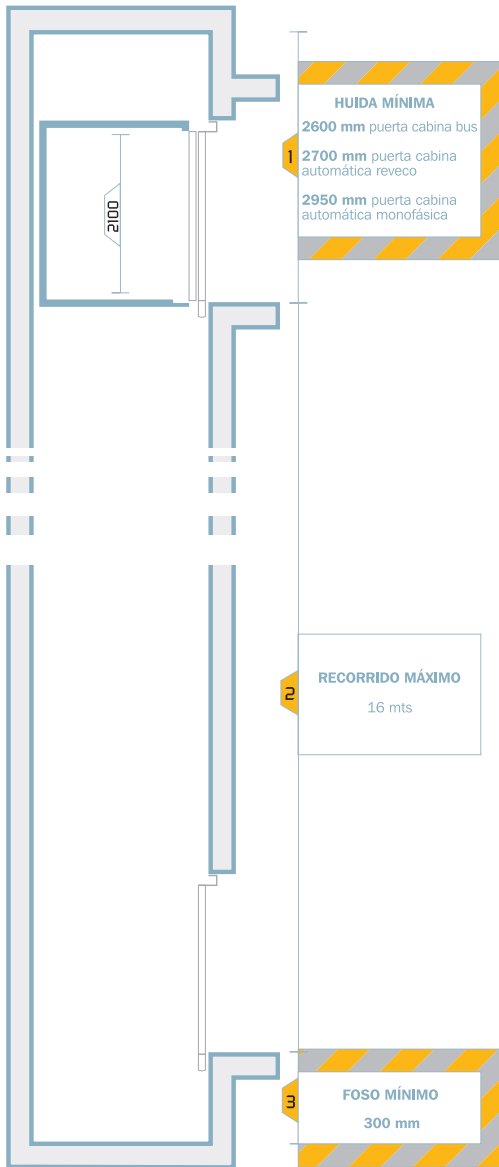 HUIDA MÍNIMA
2600 mm puerta cabina bus
1
2700 mm puerta cabina
automática reveco
2950 mm puerta cabina
automática monofásica
2100
RECORRIDO MÁXIMO
2
16 mts
FOSO MÍNIMO
3
300 mm